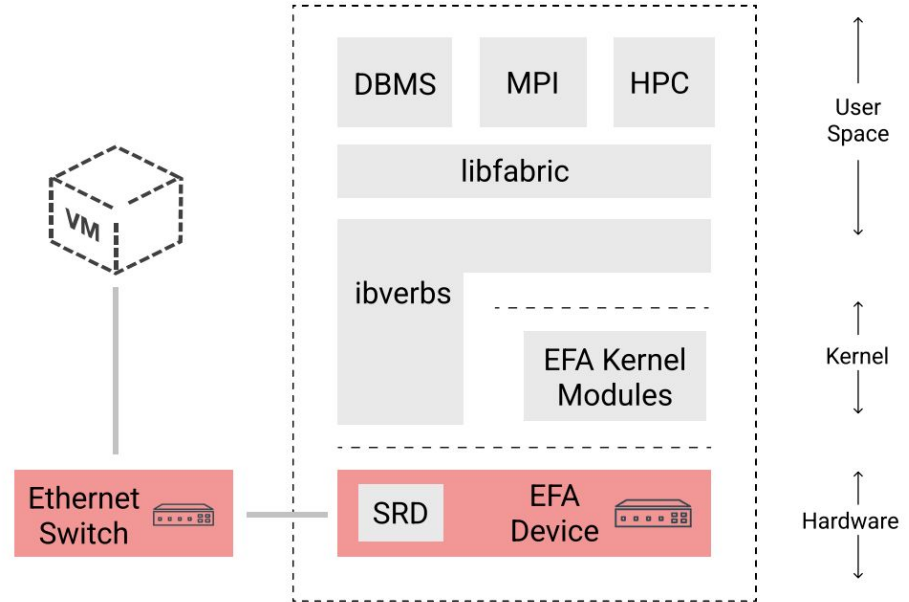 DBMS
MPI
HPC
User
Space
libfabric
VM
ibverbs
EFA Kernel
Modules
Kernel
Ethernet
Switch
SRD
EFA
Device
Hardware